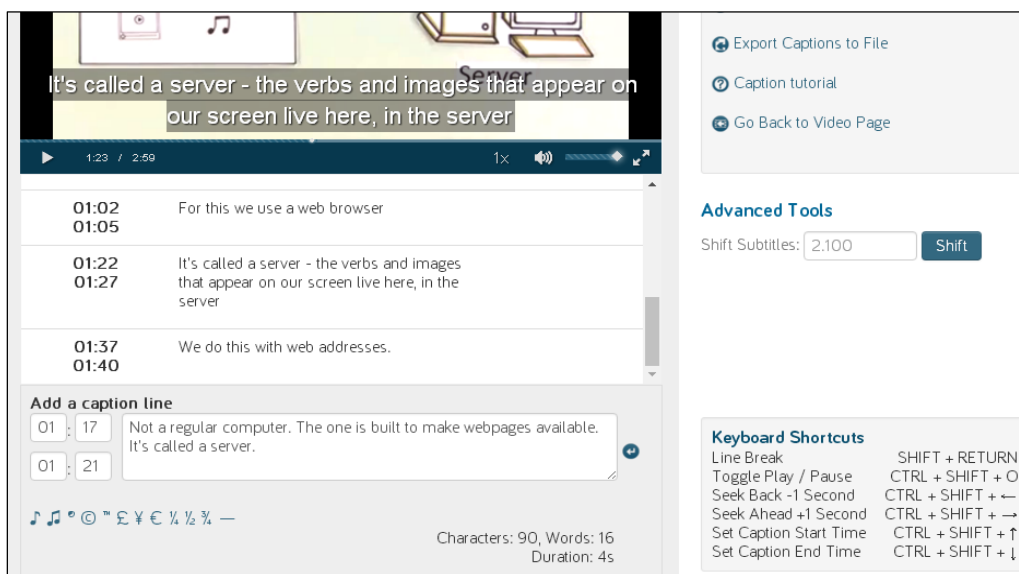 Server
It's called a server - the verbs and images that appear on
our screen live here, in the server
1:23 / 2:59
1x
01:02
01:05
For this we use a web browser
01:22
01:27
It's called a server - the verbs and images
that appear on our screen live here, in the
server
01:37
01:40
We do this with web addresses.
Add a caption line
01 : 17
01 : 21
Not a regular computer. The one is built to make webpages available.
It's called a server.
♪ ♫ ® © ™ £ ¥ € ¼ ½ ¾ —
Characters: 90, Words: 16
Duration: 4s
Export Captions to File
Caption tutorial
Go Back to Video Page
Advanced Tools
Shift Subtitles: 2.100 Shift
Keyboard Shortcuts
Line Break SHIFT + RETURN
Toggle Play / Pause CTRL + SHIFT + O
Seek Back -1 Second CTRL + SHIFT + ←
Seek Ahead +1 Second CTRL + SHIFT + →
Set Caption Start Time CTRL + SHIFT + ↑
Set Caption End Time CTRL + SHIFT + ↓